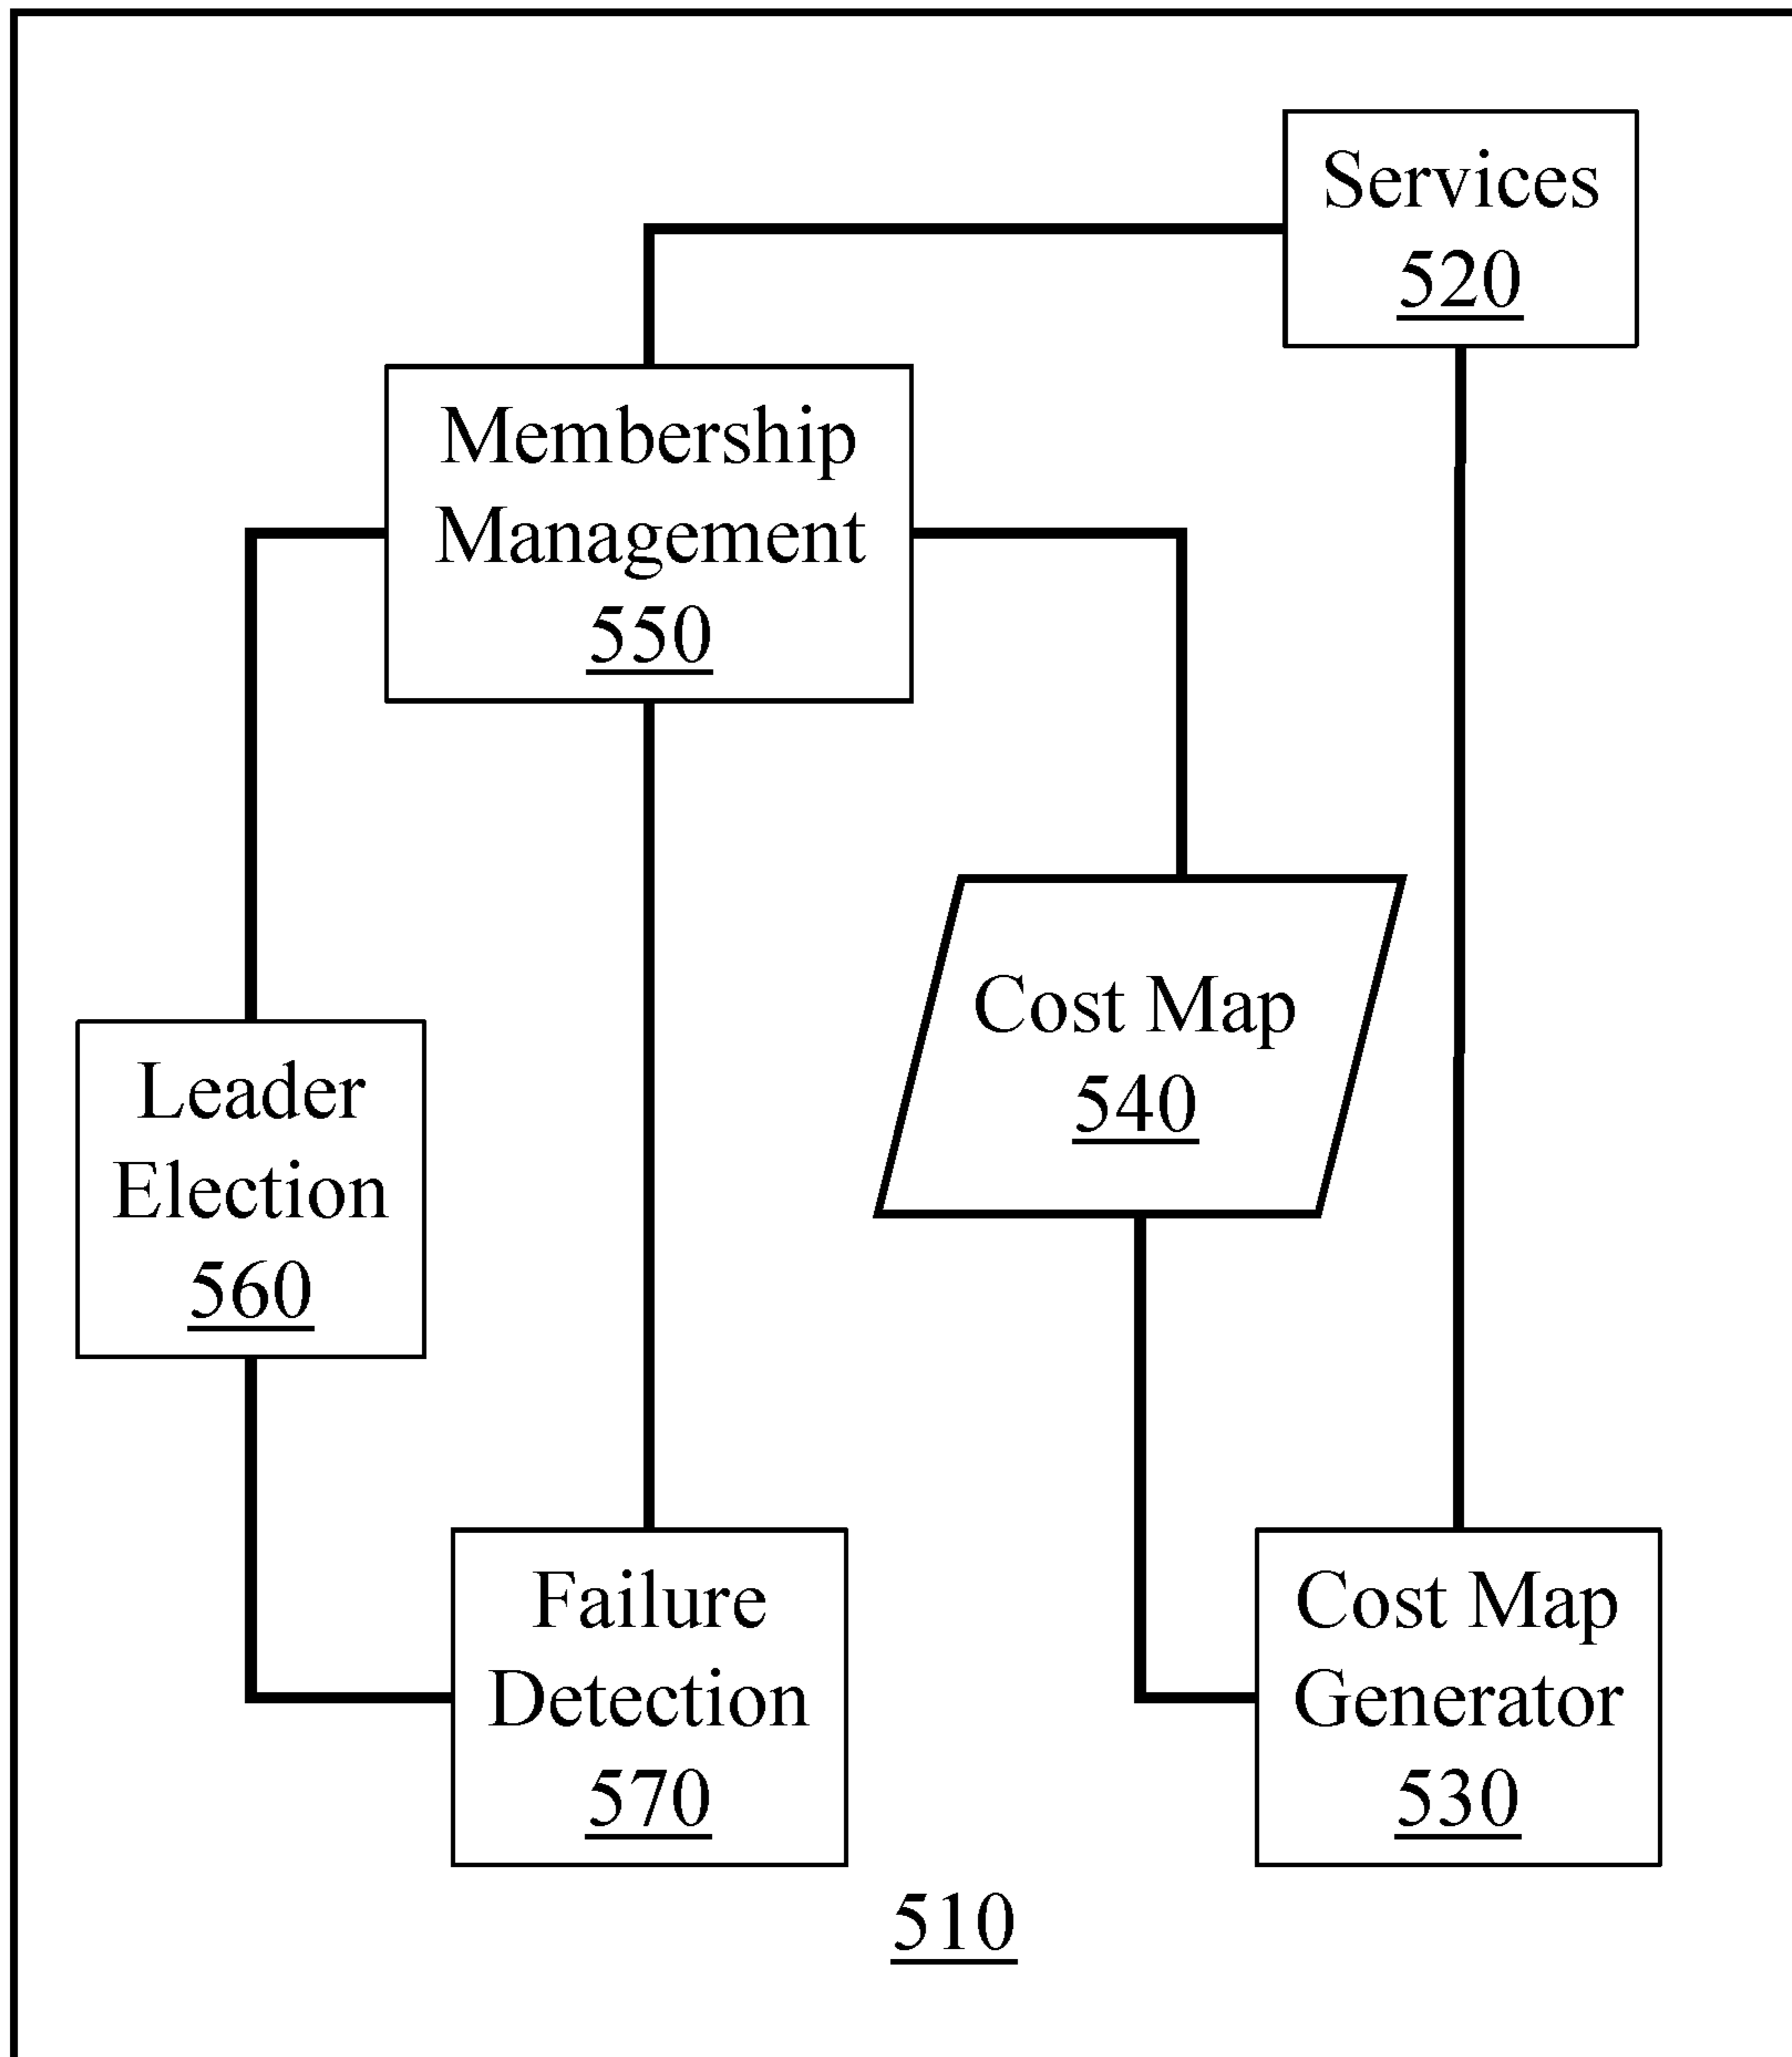 Services
520
Membership
Management
550
Cost Map
540
Leader
Election
560
Failure
Detection
570
Cost Map
Generator
530
510